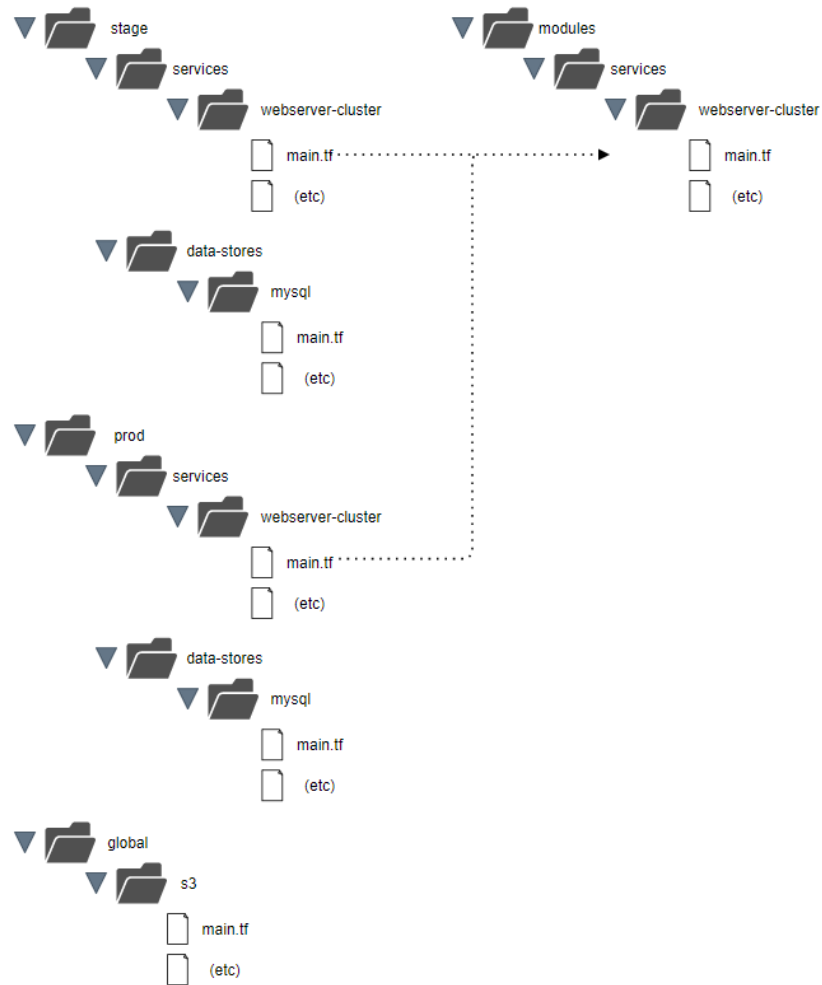 stage
services
webserver-cluster
main.tf
(etc)
data-stores
mysql
main.tf
(etc)
prod
services
webserver-cluster
main.tf
(etc)
data-stores
mysql
main.tf
(etc)
global
s3
main.tf
(etc)
modules
services
webserver-cluster
main.tf
(etc)